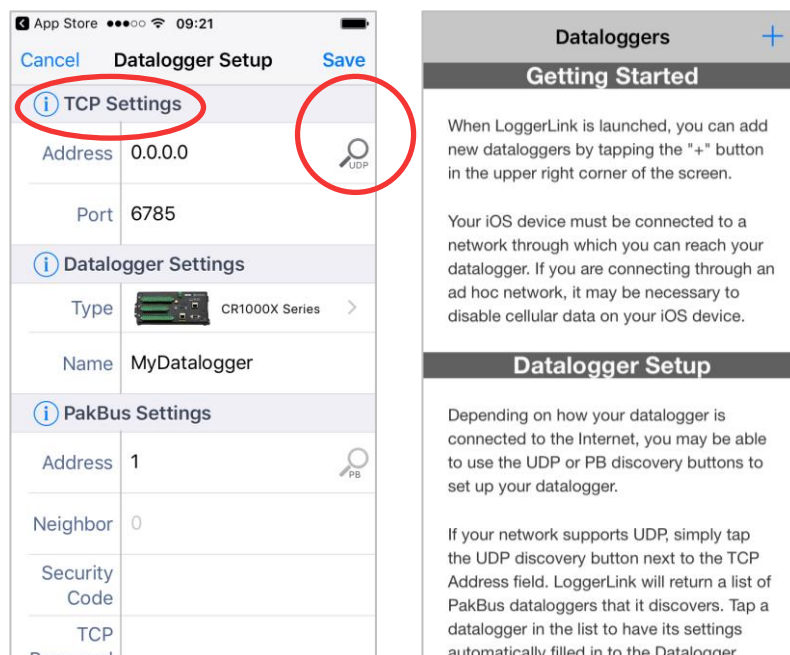 App Store 09:21
Cancel Datalogger Setup Save
i TCP Settings
Address 0.0.0.0
UDP
Port 6785
i Datalogger Settings
Type CR1000X Series
Name MyDatalogger
i PakBus Settings
Address 1
PB
Neighbor 0
Security
Code
TCP
Dataloggers +
Getting Started
When LoggerLink is launched, you can add
new dataloggers by tapping the "+" button
in the upper right corner of the screen.
Your iOS device must be connected to a
network through which you can reach your
datalogger. If you are connecting through an
ad hoc network, it may be necessary to
disable cellular data on your iOS device.
Datalogger Setup
Depending on how your datalogger is
connected to the Internet, you may be able
to use the UDP or PB discovery buttons to
set up your datalogger.
If your network supports UDP, simply tap
the UDP discovery button next to the TCP
Address field. LoggerLink will return a list of
PakBus dataloggers that it discovers. Tap a
datalogger in the list to have its settings
automatically filled in to the Datalogger